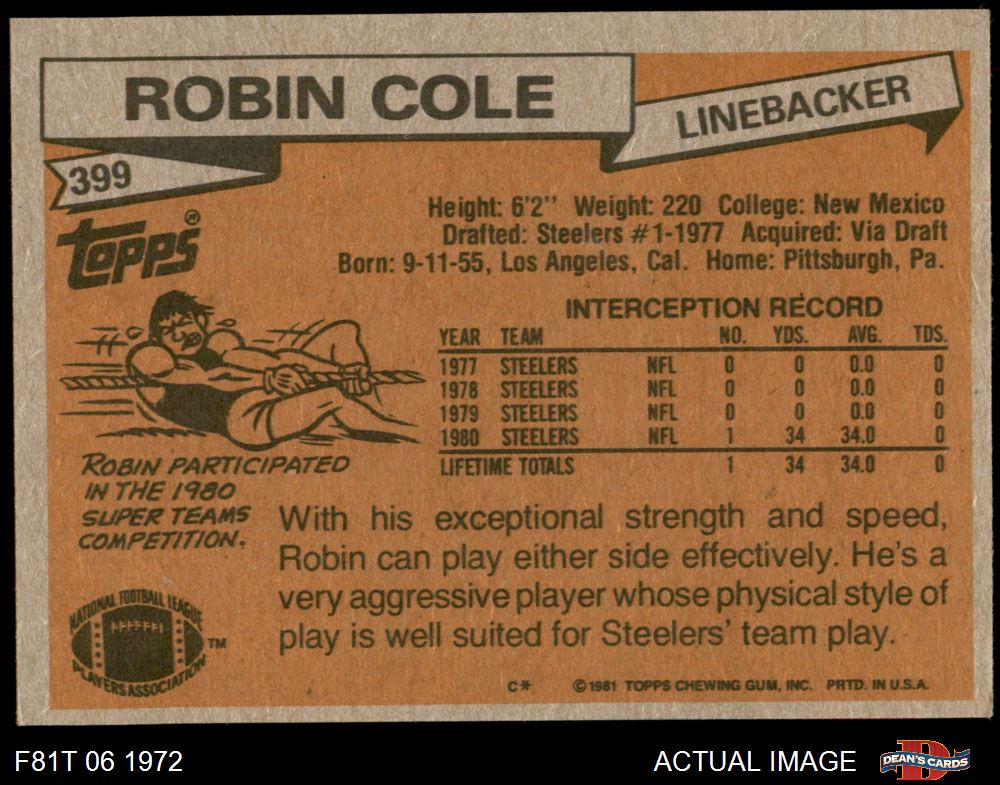 ROBIN COLE
LINEBACKER
399
TOPPS®
Height: 6'2'' Weight: 220 College: New Mexico
Drafted: Steelers #1-1977 Acquired: Via Draft
Born: 9-11-55, Los Angeles, Cal. Home: Pittsburgh, Pa.
INTERCEPTION RECORD
YEAR TEAM NO. YDS. AVG. TDS.
1977 STEELERS NFL 0 0 0.0 0
1978 STEELERS NFL 0 0 0.0 0
1979 STEELERS NFL 0 0 0.0 0
1980 STEELERS NFL 1 34 34.0 0
LIFETIME TOTALS 1 34 34.0 0
ROBIN PARTICIPATED
IN THE 1980
SUPER TEAMS
COMPETITION.
With his exceptional strength and speed,
Robin can play either side effectively. He's a
very aggressive player whose physical style of
play is well suited for Steelers' team play.
NATIONAL FOOTBALL LEAGUE
PLAYERS ASSOCIATION
TM
C* ©1981 TOPPS CHEWING GUM, INC. PRTD. IN U.S.A.
F81T 06 1972
ACTUAL IMAGE
D
DEAN'S CARDS